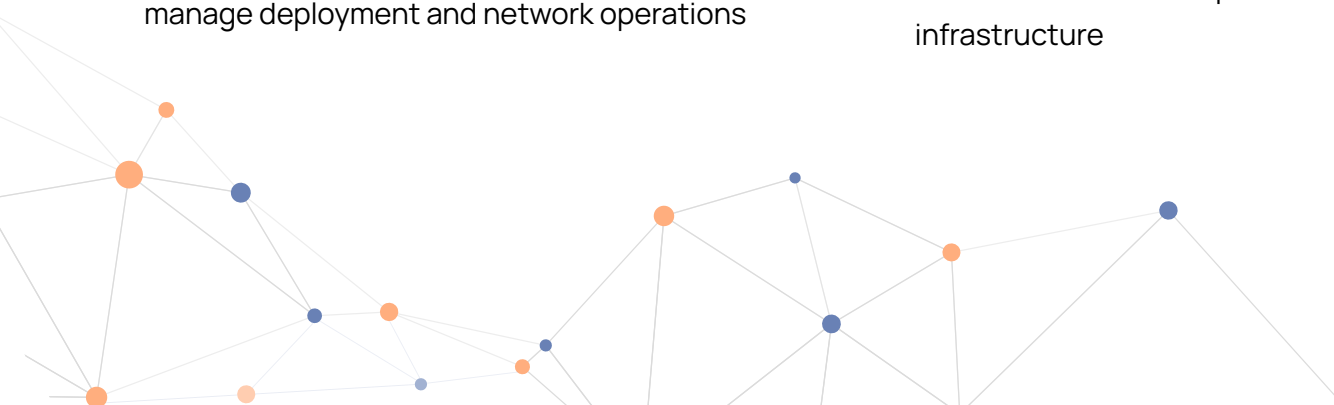 manage deployment and network operations
infrastructure